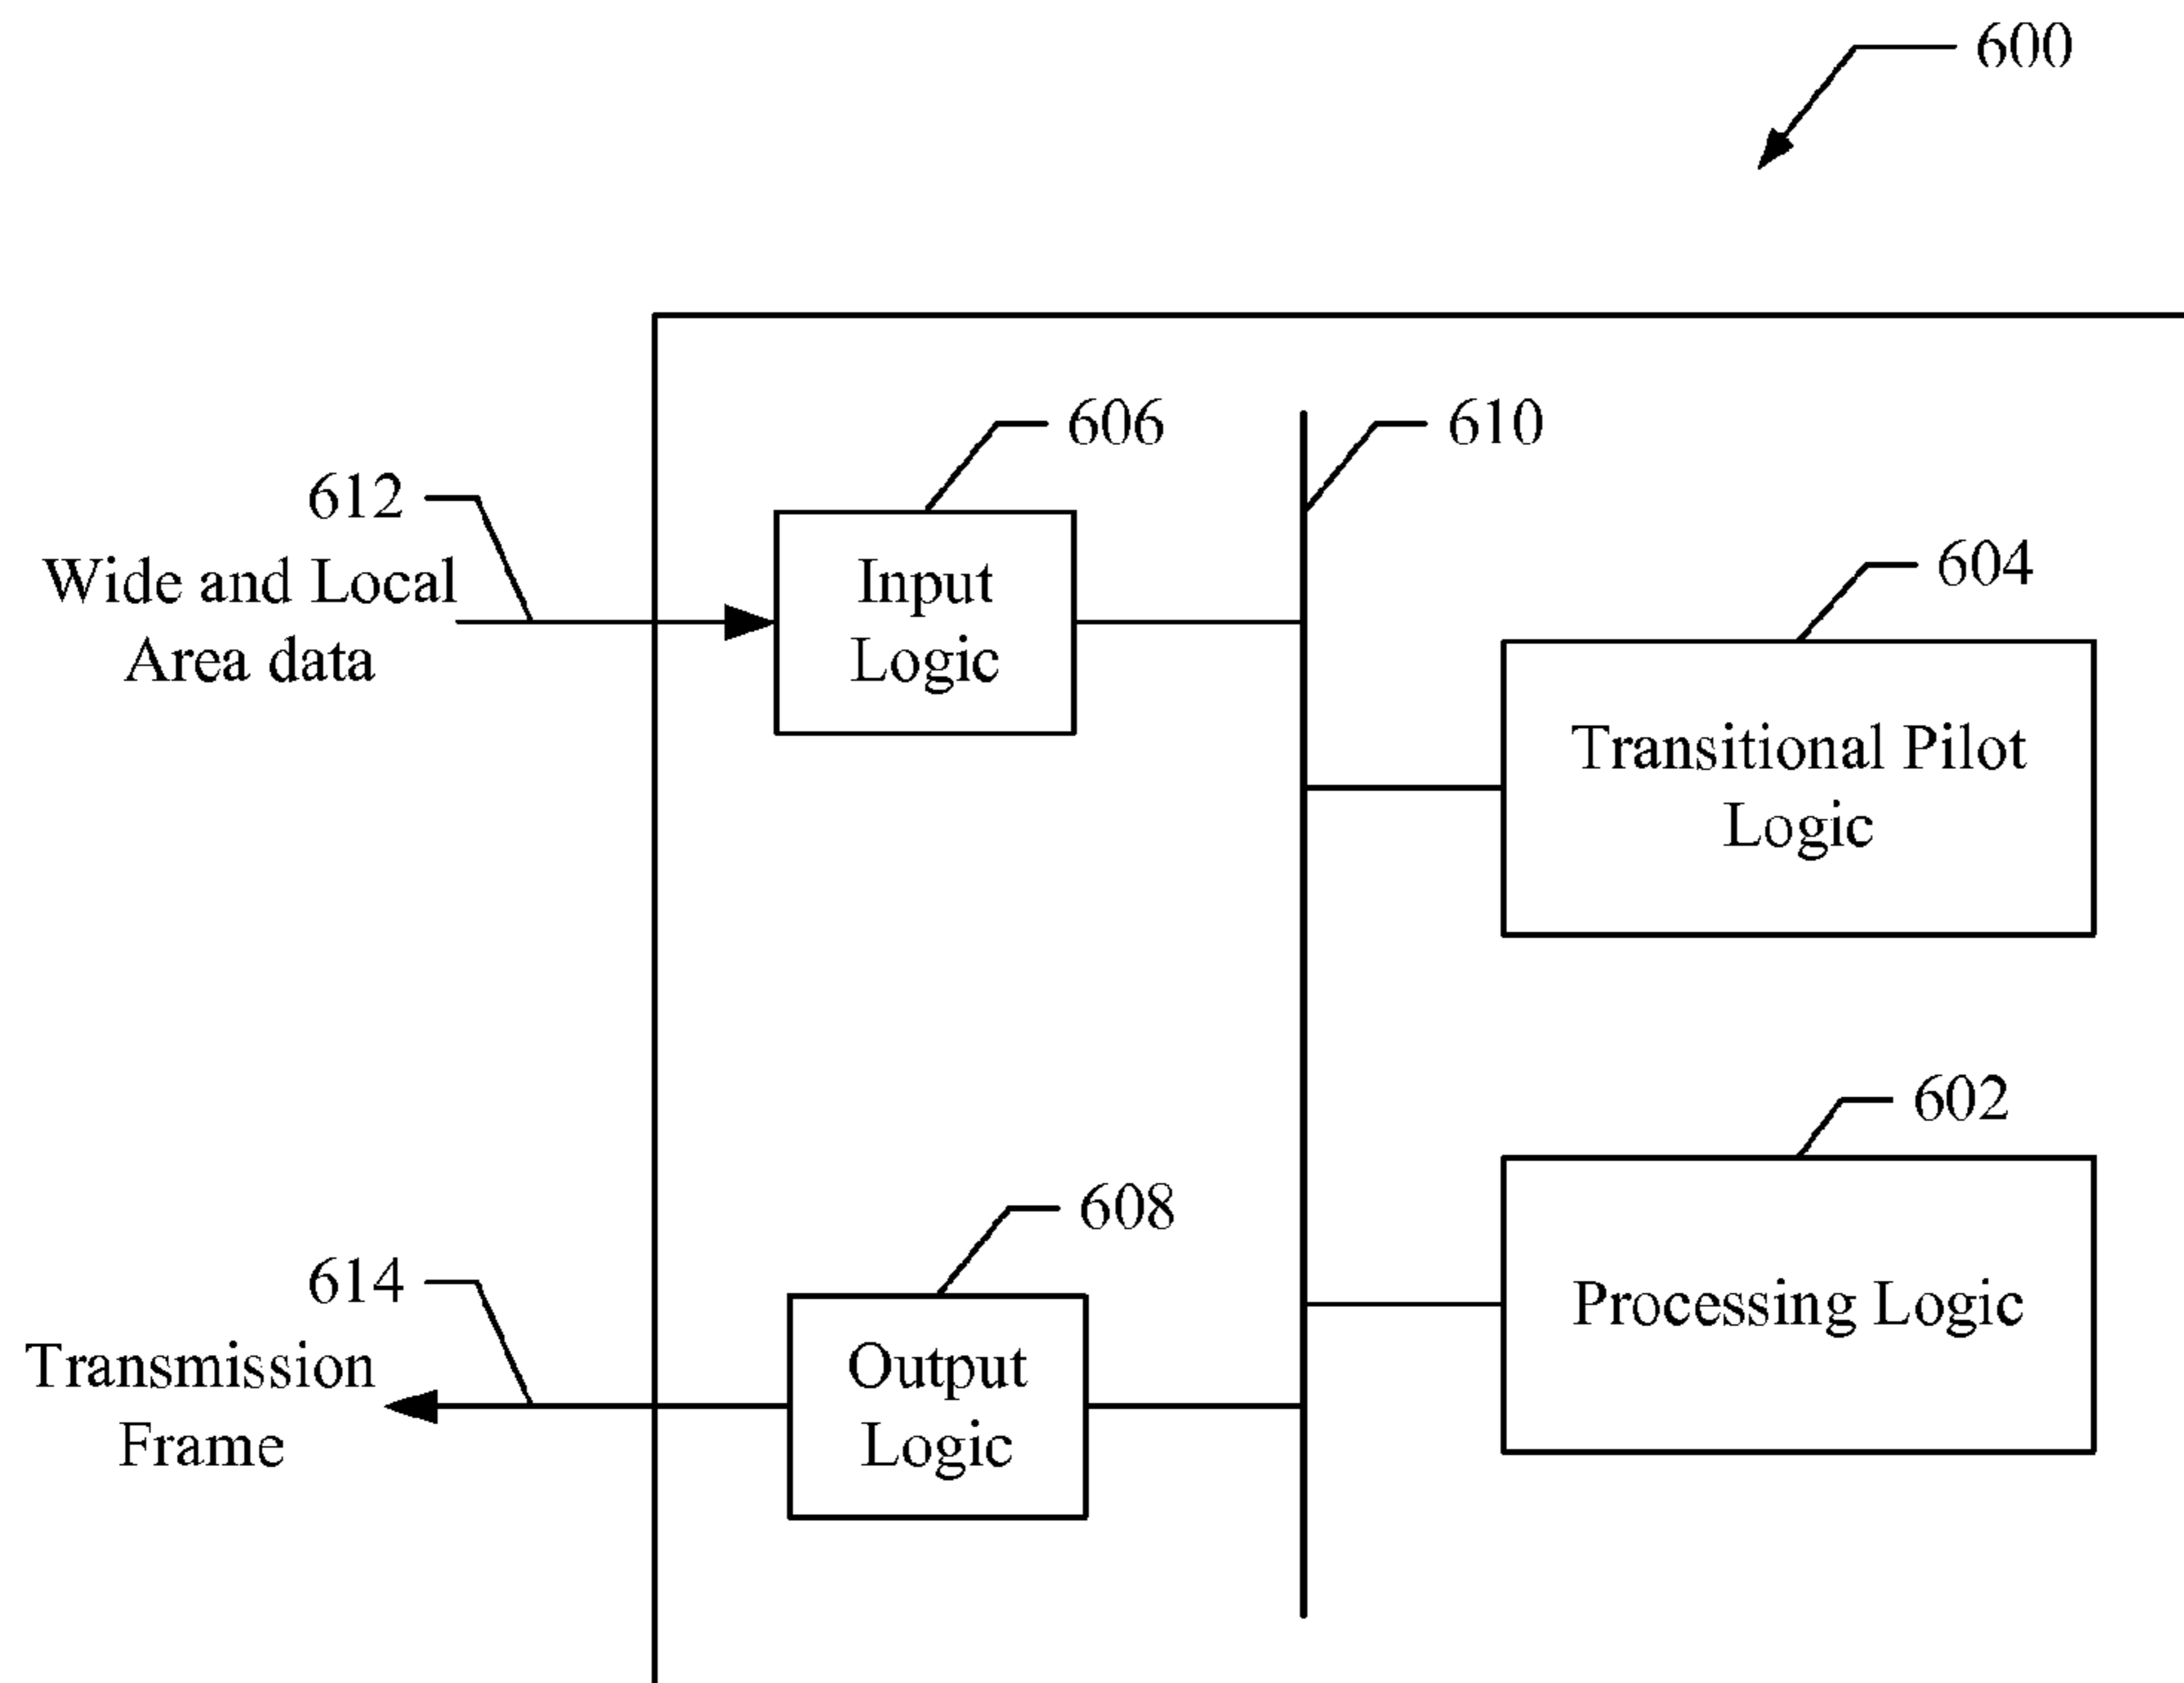 600
606
610
612
Wide and Local
Area data
Input
Logic
604
Transitional Pilot
Logic
602
Processing Logic
608
614
Transmission
Frame
Output
Logic